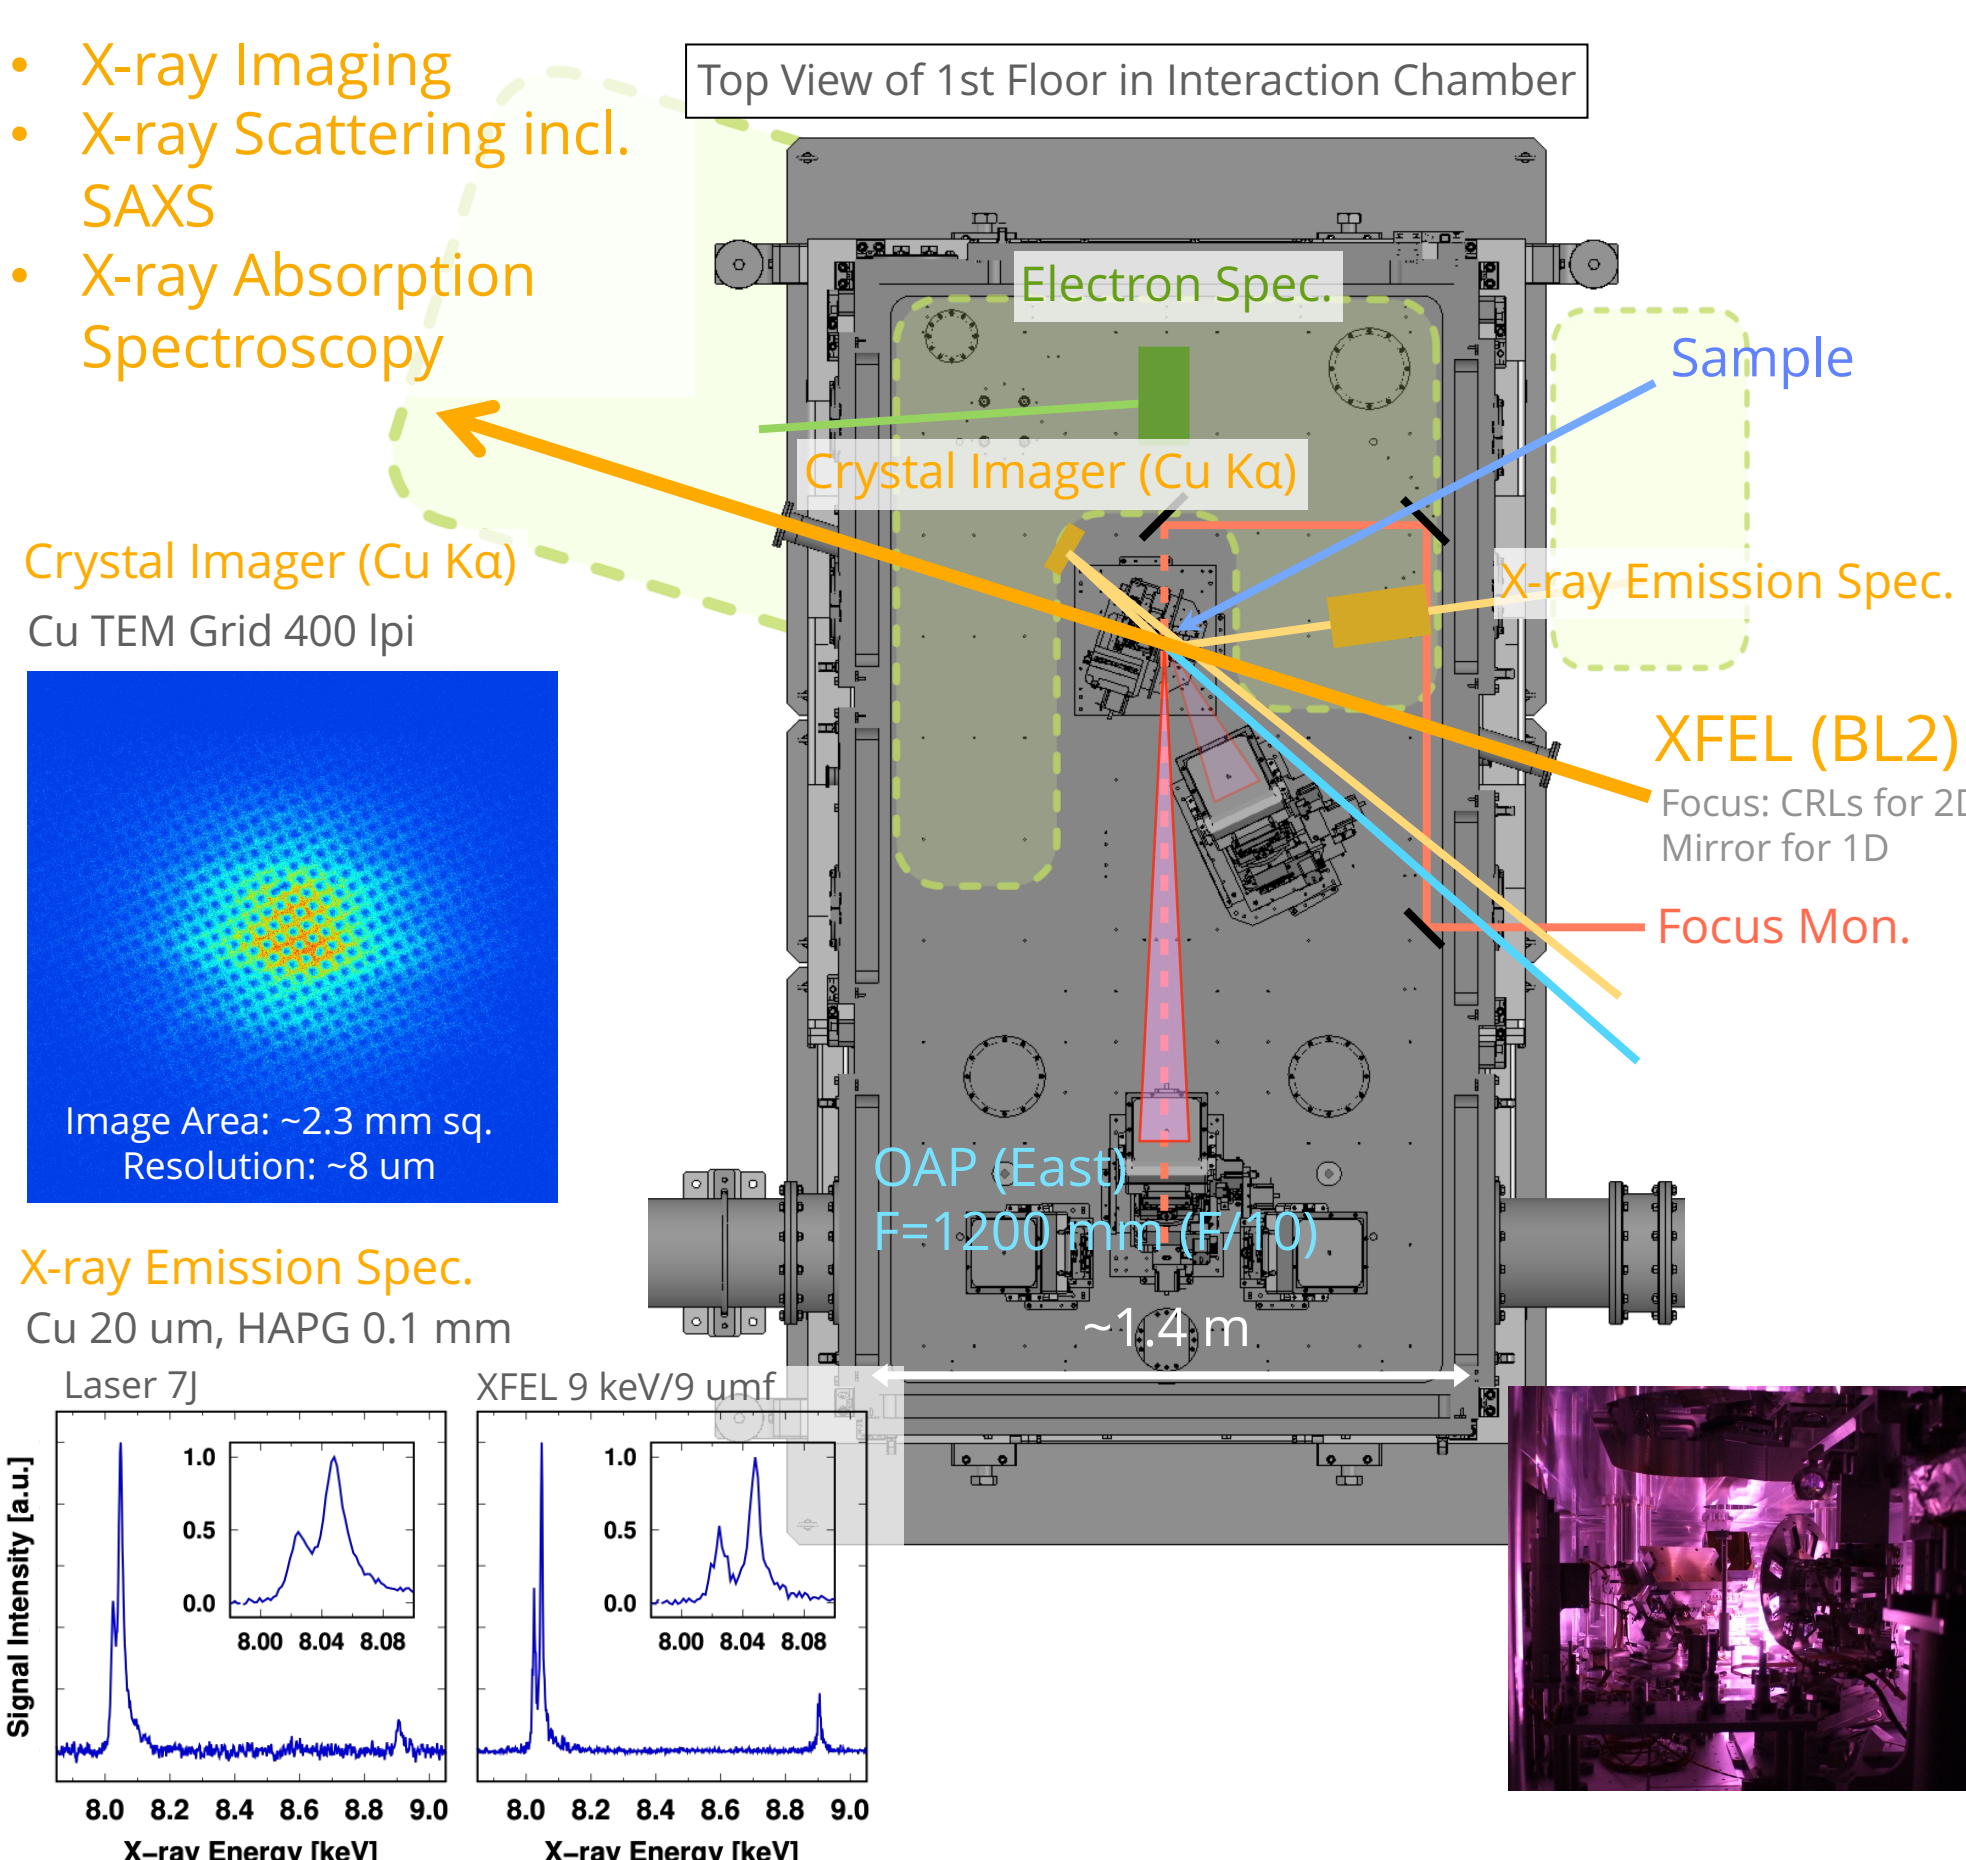 • X-ray Imaging
• X-ray Scattering incl.
SAXS
• X-ray Absorption
Spectroscopy
Top View of 1st Floor in Interaction Chamber
Electron Spec.
Sample
Crystal Imager (Cu Kα)
X-ray Emission Spec.
XFEL (BL2)
Focus: CRLs for 2D
Mirror for 1D
Focus Mon.
OAP (East)
F=1200 mm (F/10)
~1.4 m
Crystal Imager (Cu Kα)
Cu TEM Grid 400 lpi
Image Area: ~2.3 mm sq.
Resolution: ~8 um
X-ray Emission Spec.
Cu 20 um, HAPG 0.1 mm
Laser 7J
Signal Intensity [a.u.]
1.0
0.5
0.0
8.00 8.04 8.08
8.0 8.2 8.4 8.6 8.8 9.0
X-ray Energy [keV]
XFEL 9 keV/9 umf
1.0
0.5
0.0
8.00 8.04 8.08
8.0 8.2 8.4 8.6 8.8 9.0
X-ray Energy [keV]